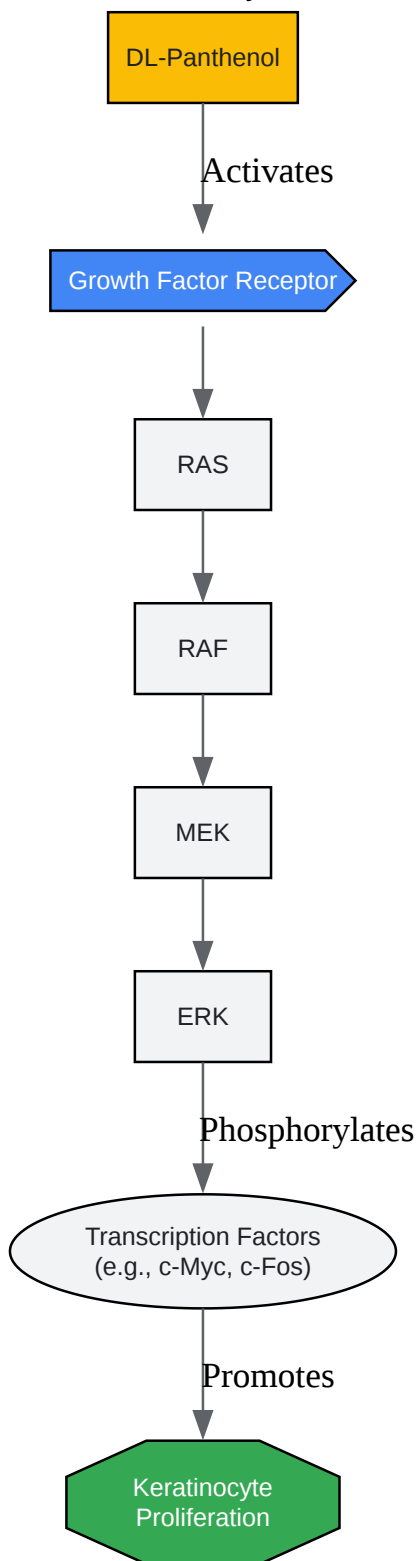 DL-Panthenol
Activates
Growth Factor Receptor
RAS
RAF
MEK
ERK
Phosphorylates
Transcription Factors
(e.g., c-Myc, c-Fos)
Promotes
Keratinocyte
Proliferation